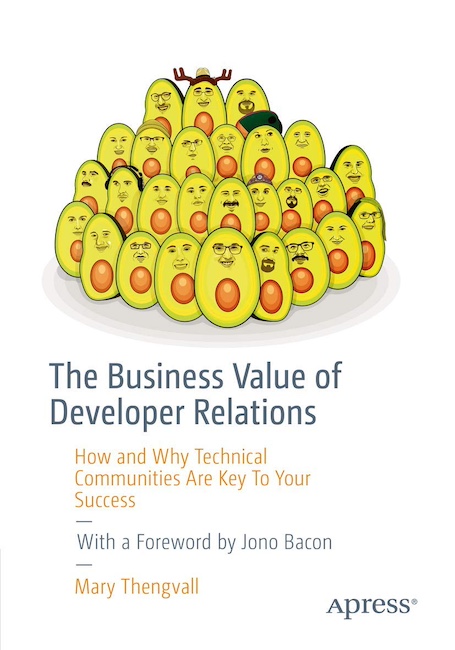 The Business Value of
Developer Relations
How and Why Technical
Communities Are Key To Your
Success
With a Foreword by Jono Bacon
Mary Thengvall
Apress®